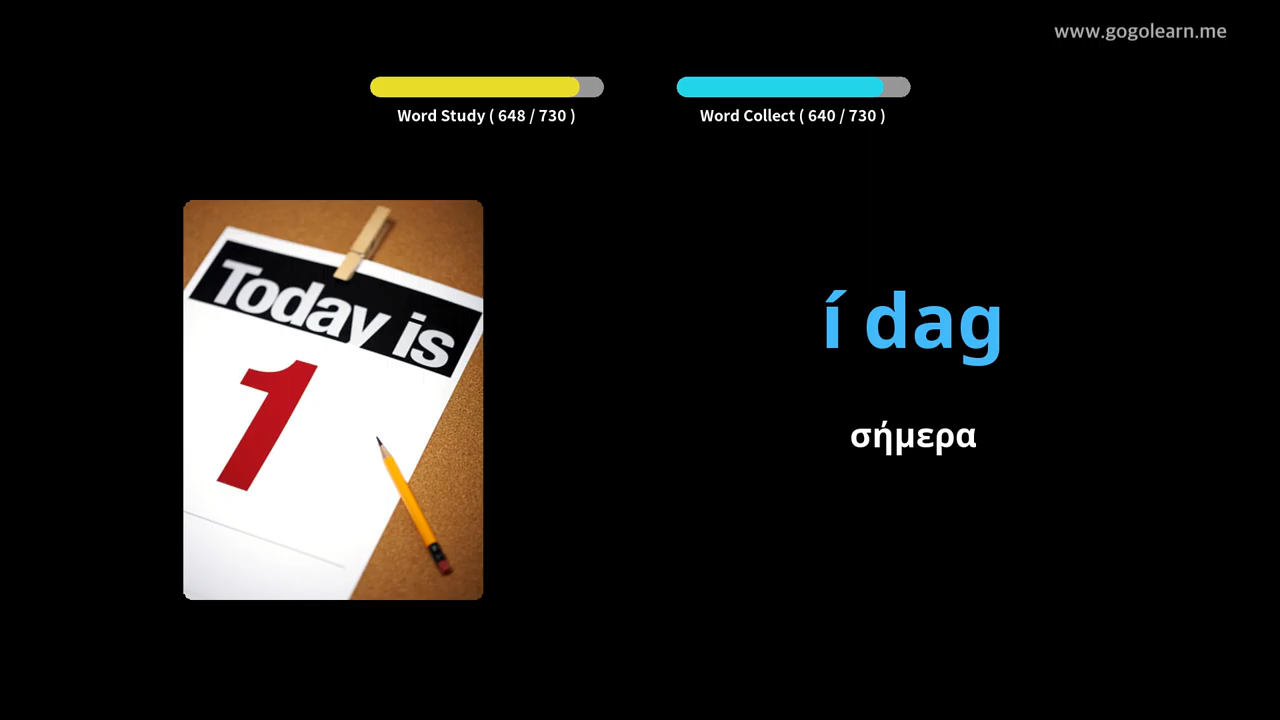 www.gogolearn.me
Word Study ( 648 / 730 )
Word Collect ( 640 / 730 )
Today is
1
í dag
σήμερα